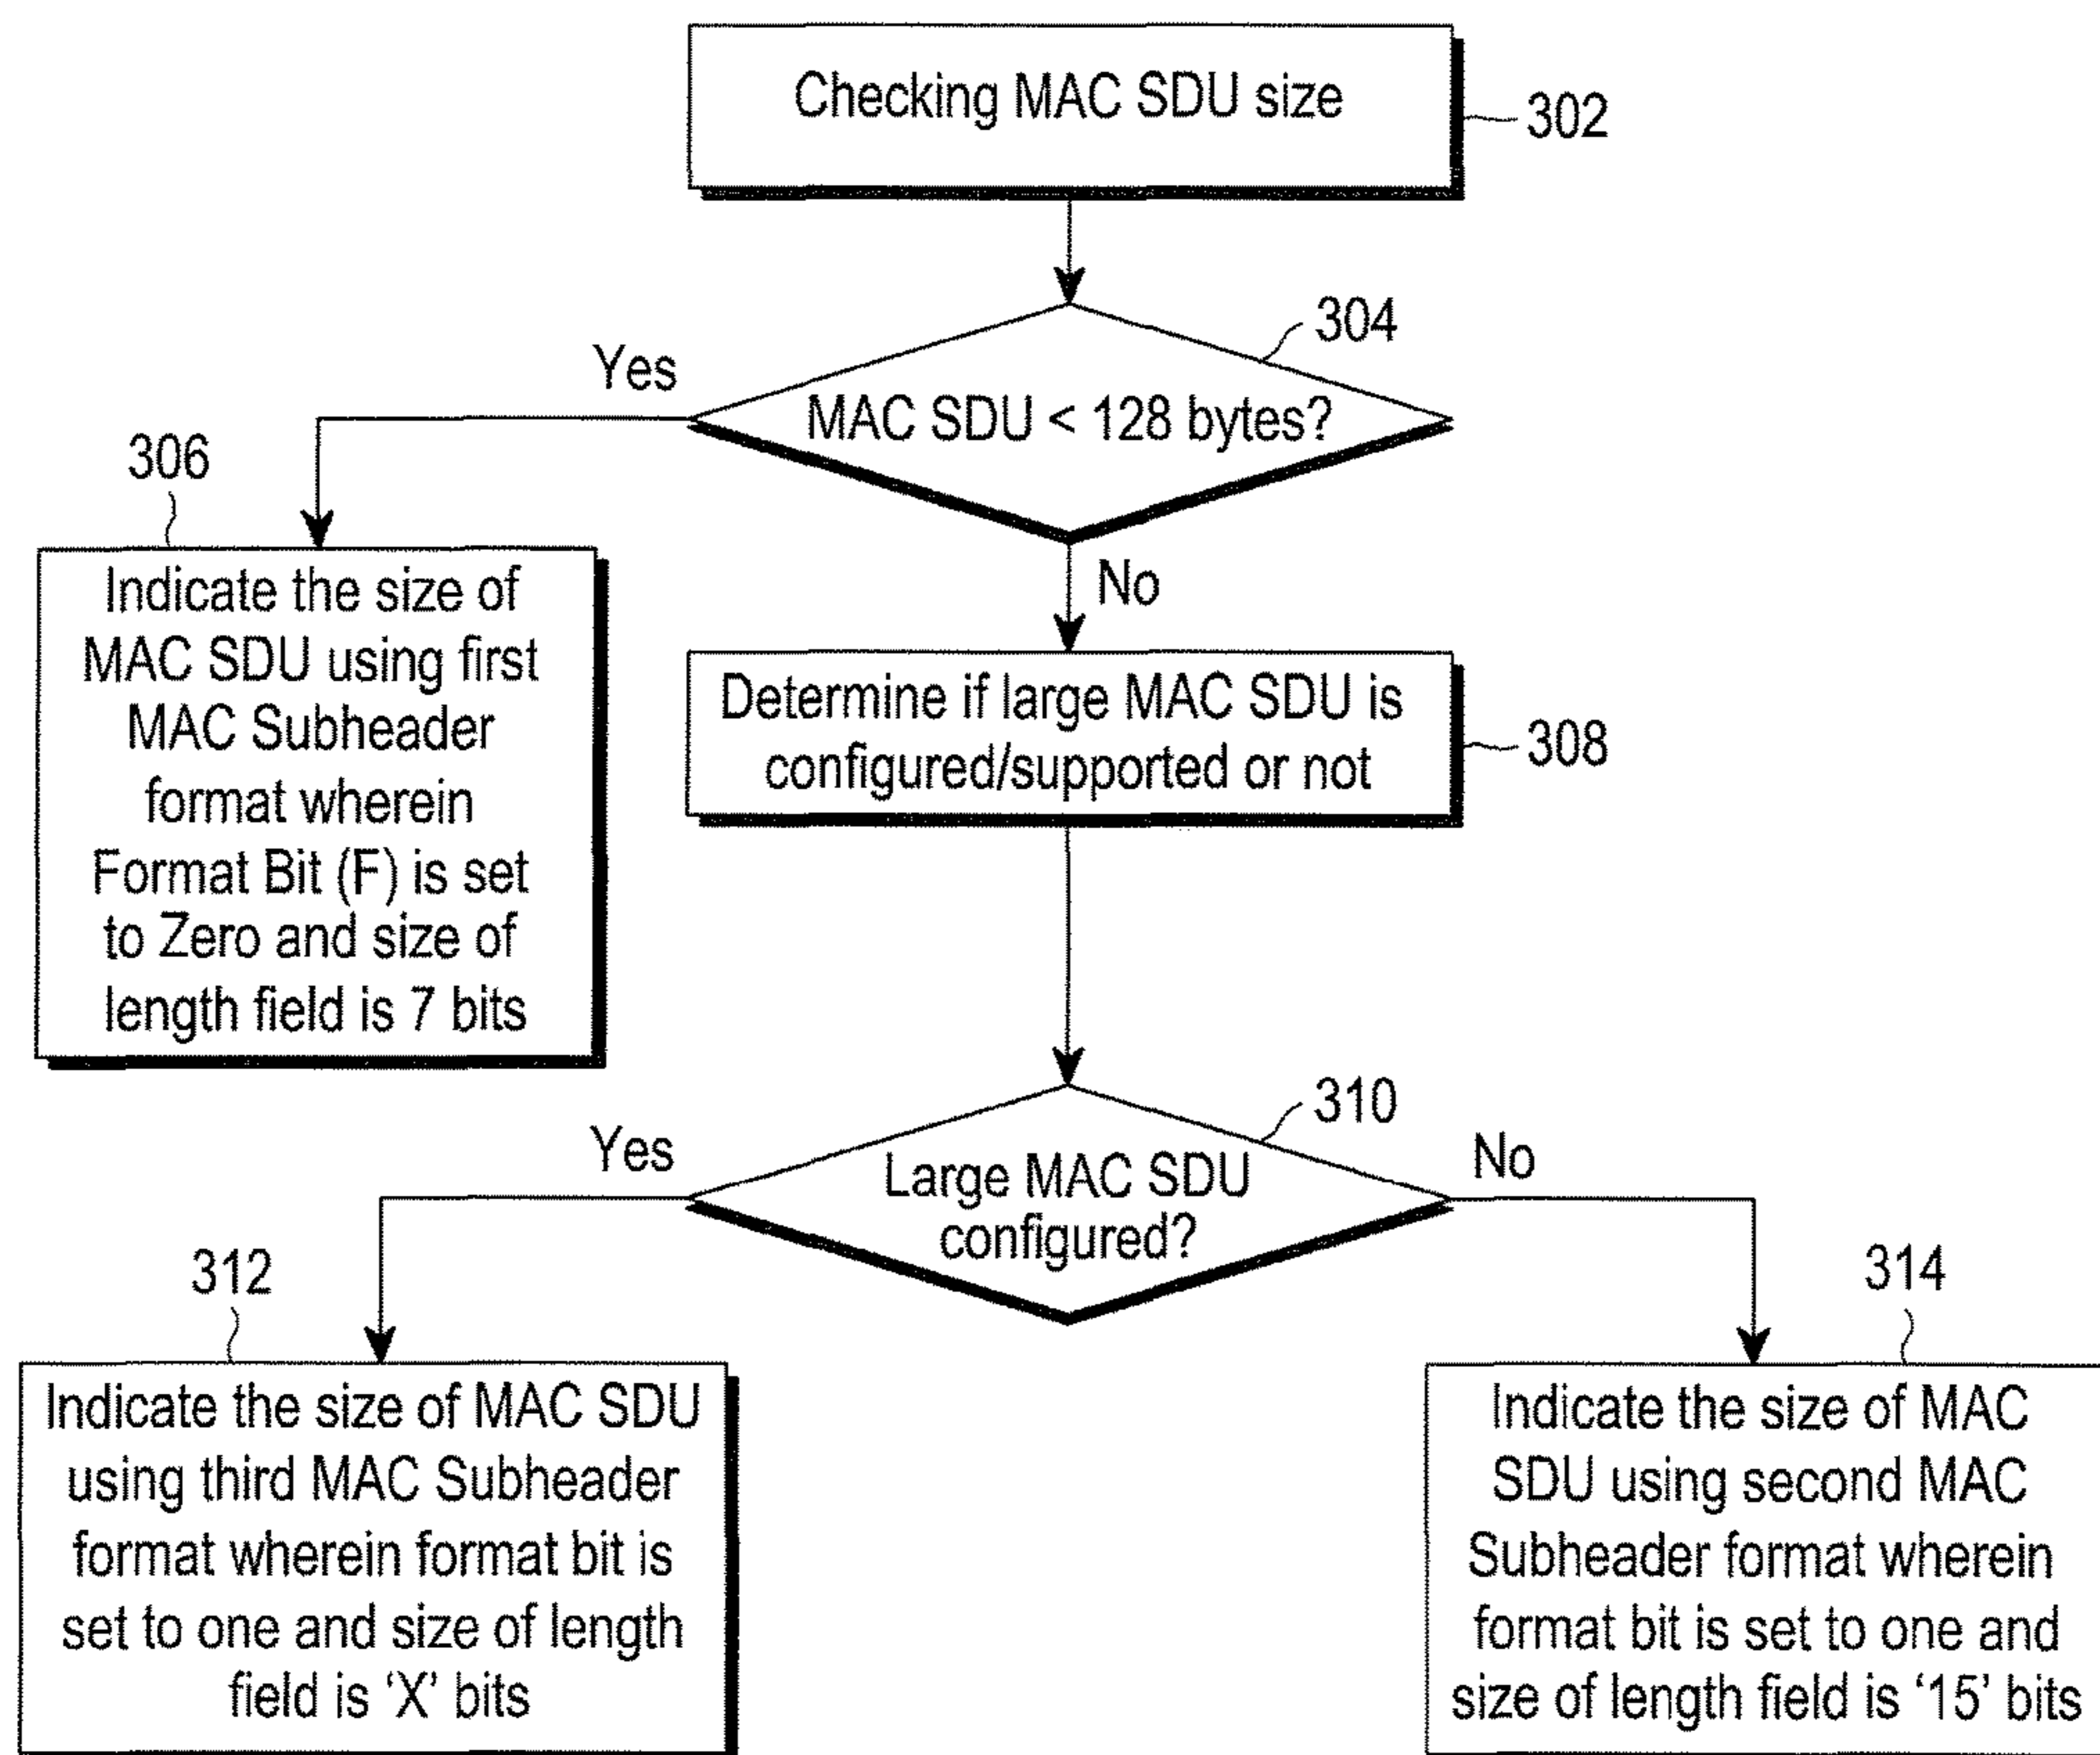 Checking MAC SDU size
302
304
Yes
MAC SDU < 128 bytes?
306
No
Indicate the size of
MAC SDU using first
MAC Subheader
format wherein
Format Bit (F) is set
to Zero and size of
length field is 7 bits
Determine if large MAC SDU is
configured/supported or not
308
310
Yes
No
Large MAC SDU
configured?
312
314
Indicate the size of MAC SDU
using third MAC Subheader
format wherein format bit is
set to one and size of length
field is ‘X’ bits
Indicate the size of MAC
SDU using second MAC
Subheader format wherein
format bit is set to one and
size of length field is ‘15’ bits